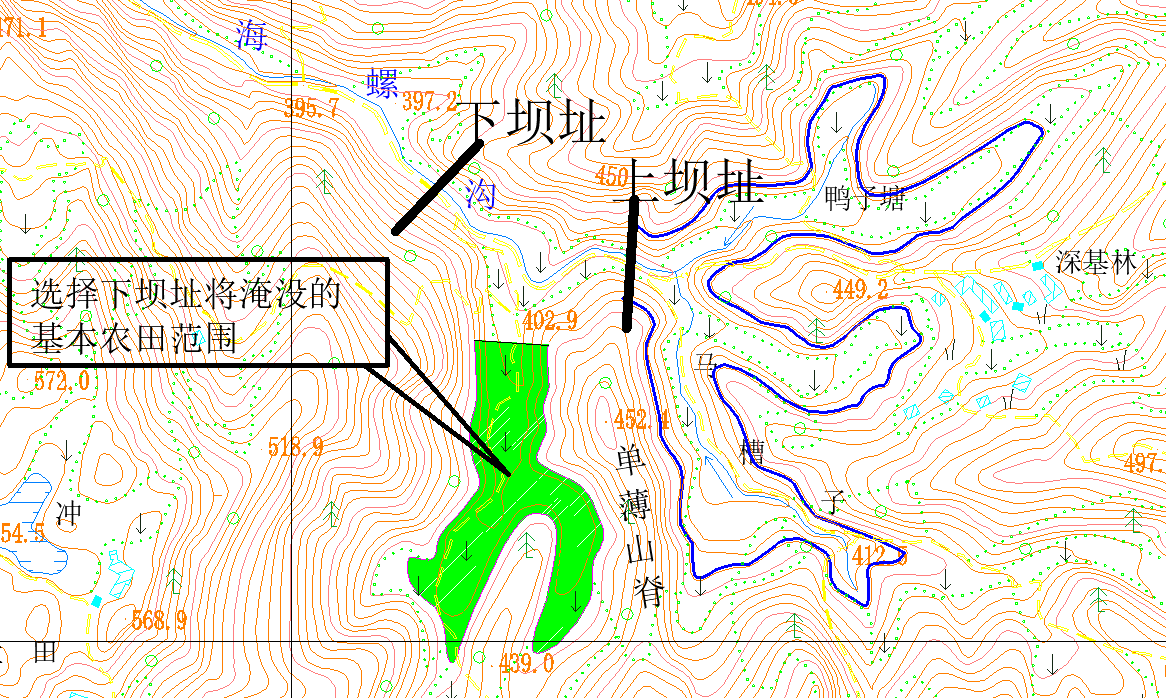 471.1
海
螺
沟
395.7
397.2
下坝址
450
上坝址
鸭子塘
深基林
449.2
选择下坝址将淹没的
基本农田范围
402.9
572.0
马
槽
子
452.4
单
薄
山
脊
518.9
497.
冲
54.5
412.5
568.9
田
439.0